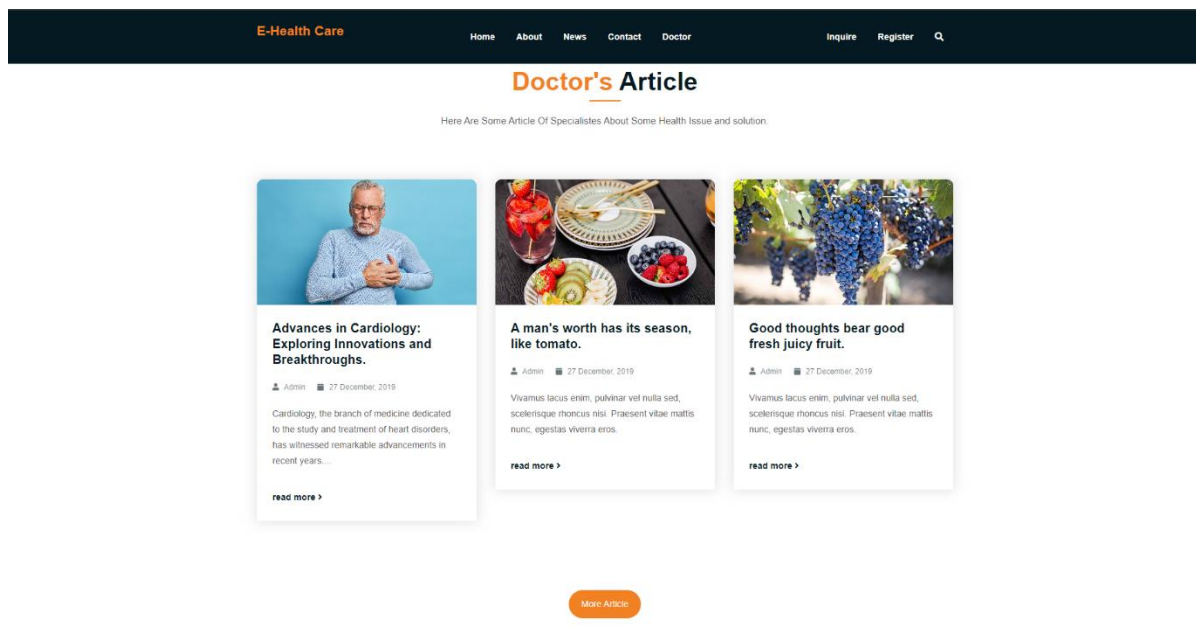 E-Health Care
Home About News Contact Doctor
Inquire Register
Doctor's Article
Here Are Some Article Of Specialistes About Some Health Issue and solution.
Advances in Cardiology:
Exploring Innovations and
Breakthroughs.
Admin 27 December, 2019
Cardiology, the branch of medicine dedicated
to the study and treatment of heart disorders,
has witnessed remarkable advancements in
recent years....
read more >
A man's worth has its season,
like tomato.
Admin 27 December, 2019
Vivamus lacus enim, pulvinar vel nulla sed,
scelerisque rhoncus nisi. Praesent vitae mattis
nunc, egestas viverra eros.
read more >
Good thoughts bear good
fresh juicy fruit.
Admin 27 December, 2019
Vivamus lacus enim, pulvinar vel nulla sed,
scelerisque rhoncus nisi. Praesent vitae mattis
nunc, egestas viverra eros.
read more >
More Article